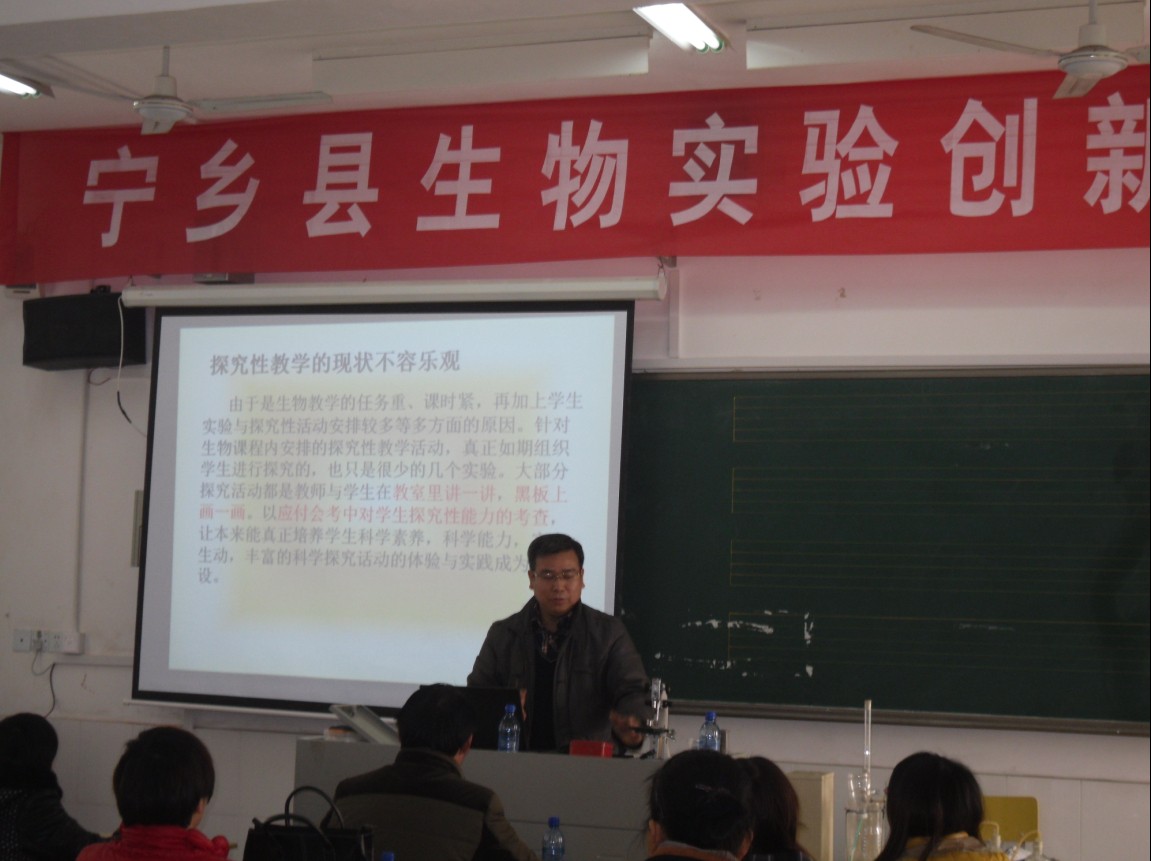 宁乡县生物实验创新
探究性教学的现状不容乐观
由于是生物教学的任务重、课时紧，再加上学生
实验与探究性活动安排较多等多方面的原因。针对
生物课程内安排的探究性教学活动，真正如期组织
学生进行探究的，也只是很少的几个实验。大部分
探究活动都是教师与学生在教室里讲一讲，黑板上
画一画。以应付会考中对学生探究性能力的考查，
让本来能真正培养学生科学素养，科学能力，
生动，丰富的科学探究活动的体验与实践成为
设。